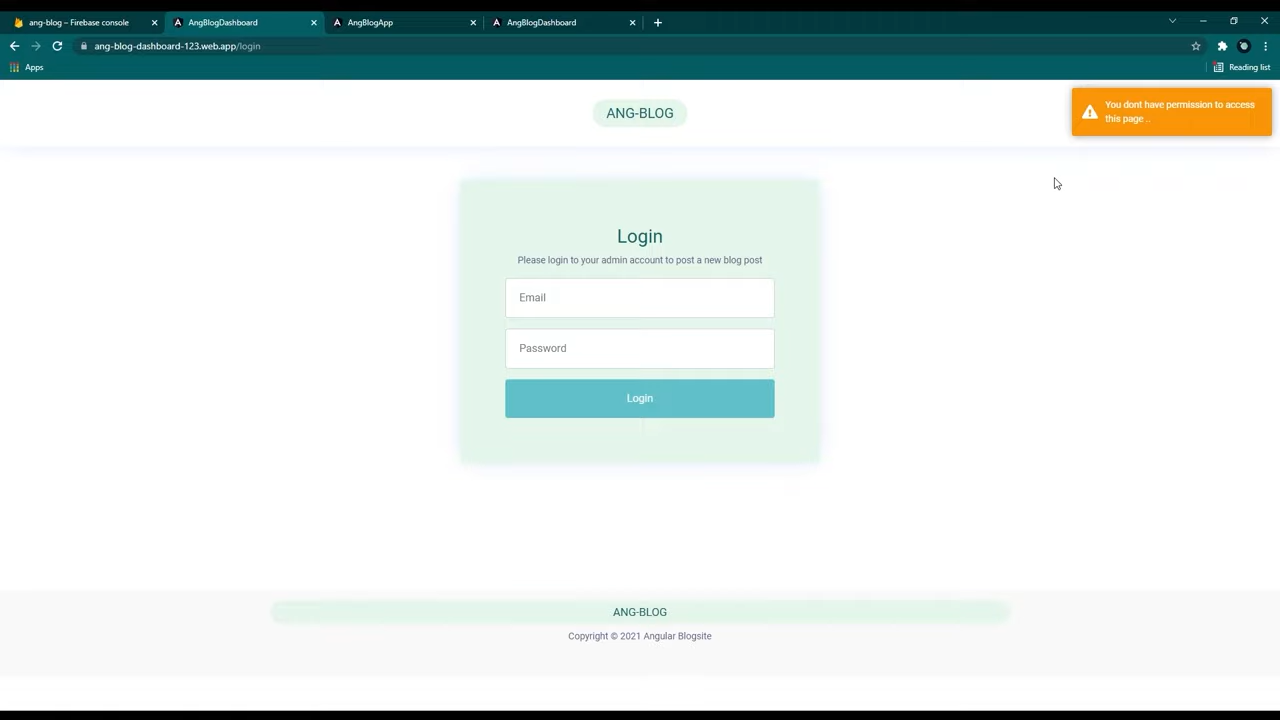 ang-blog – Firebase console
AngBlogDashboard
AngBlogApp
AngBlogDashboard
ang-blog-dashboard-123.web.app/login
Apps
Reading list
ANG-BLOG
You dont have permission to access
this page ..
Login
Please login to your admin account to post a new blog post
Email
Password
Login
ANG-BLOG
Copyright © 2021 Angular Blogsite